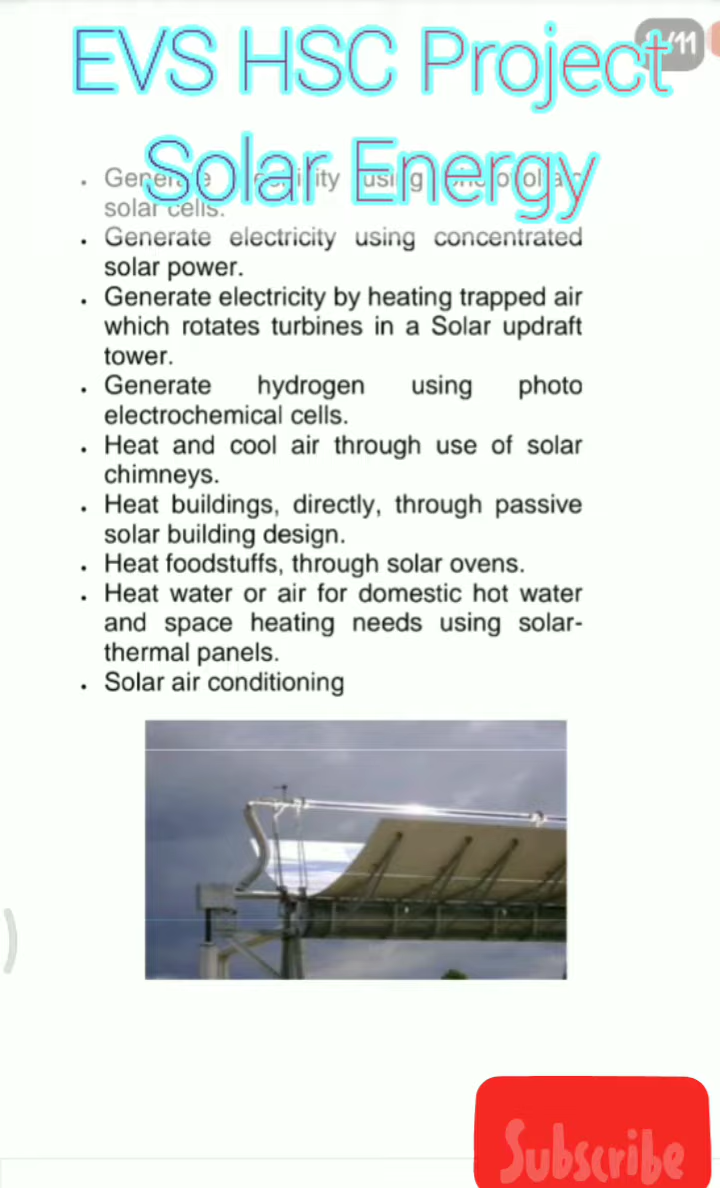 EVS HSC Project
/11
Solar Energy
solar cells.
• Generate electricity using concentrated
solar power.
• Generate electricity by heating trapped air
which rotates turbines in a Solar updraft
tower.
• Generate hydrogen using photo
electrochemical cells.
• Heat and cool air through use of solar
chimneys.
• Heat buildings, directly, through passive
solar building design.
• Heat foodstuffs, through solar ovens.
• Heat water or air for domestic hot water
and space heating needs using solar-
thermal panels.
• Solar air conditioning
Subscribe